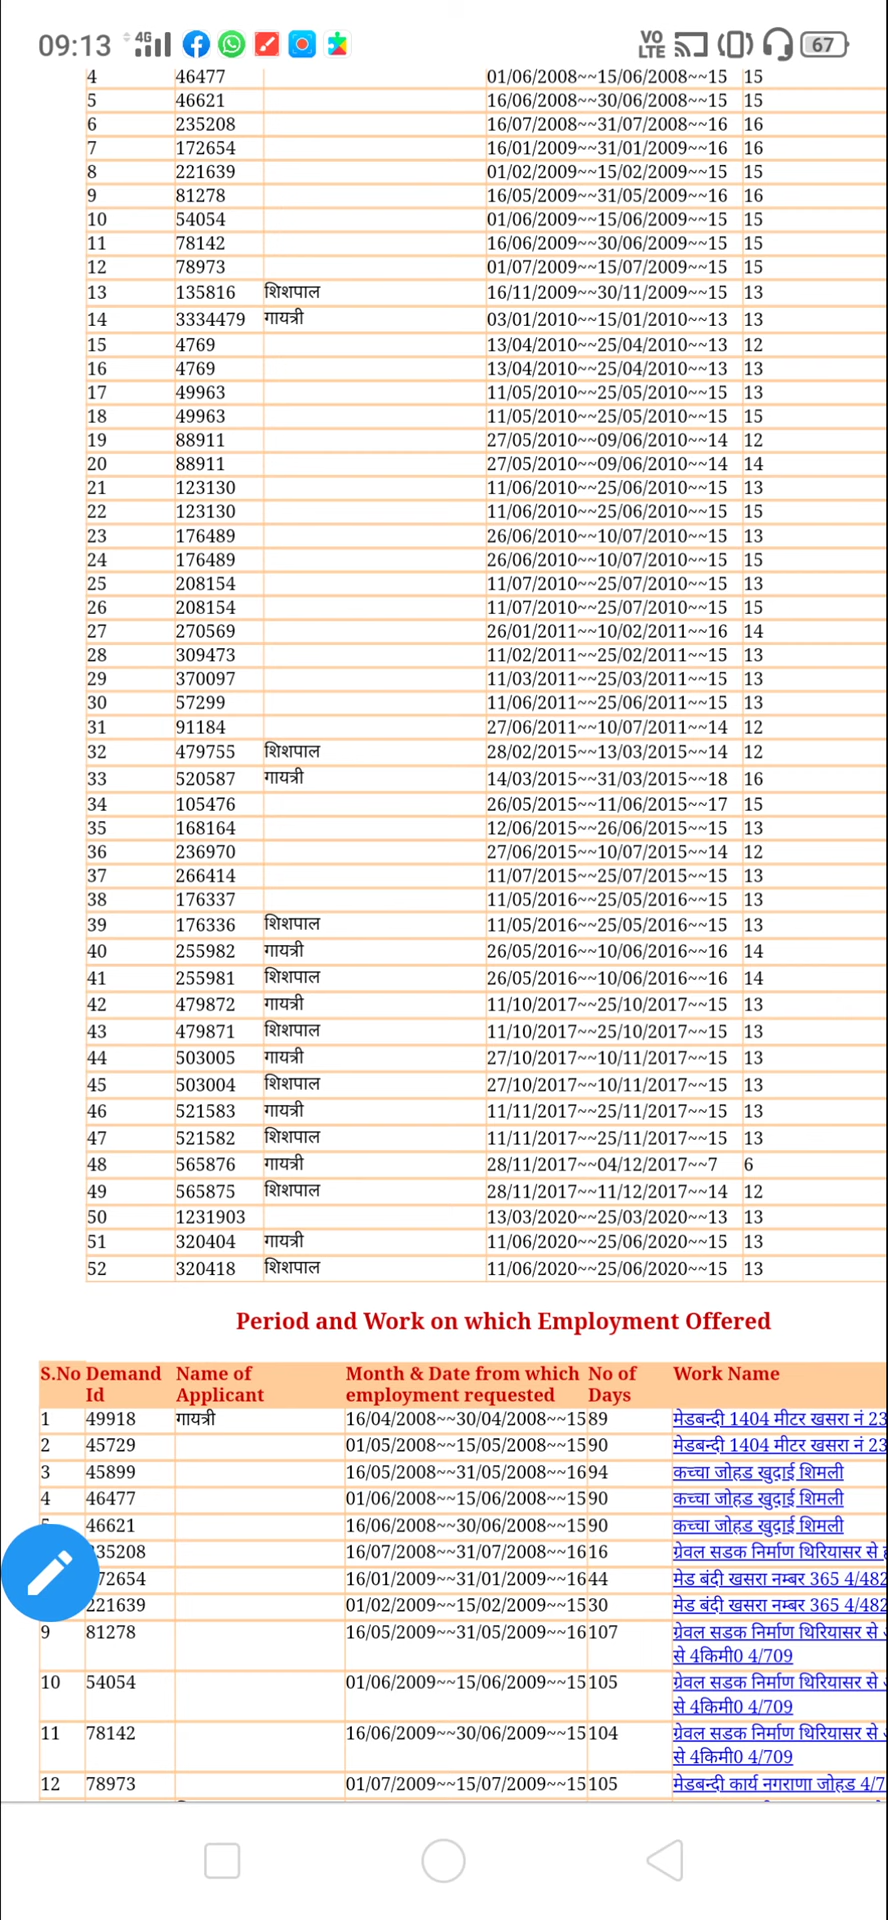 09:13 4G VO LTE 67
4 46477 01/06/2008~~15/06/2008~~15 15
5 46621 16/06/2008~~30/06/2008~~15 15
6 235208 16/07/2008~~31/07/2008~~16 16
7 172654 16/01/2009~~31/01/2009~~16 16
8 221639 01/02/2009~~15/02/2009~~15 15
9 81278 16/05/2009~~31/05/2009~~16 16
10 54054 01/06/2009~~15/06/2009~~15 15
11 78142 16/06/2009~~30/06/2009~~15 15
12 78973 01/07/2009~~15/07/2009~~15 15
13 135816 शिशपाल 16/11/2009~~30/11/2009~~15 13
14 3334479 गायत्री 03/01/2010~~15/01/2010~~13 13
15 4769 13/04/2010~~25/04/2010~~13 12
16 4769 13/04/2010~~25/04/2010~~13 13
17 49963 11/05/2010~~25/05/2010~~15 13
18 49963 11/05/2010~~25/05/2010~~15 15
19 88911 27/05/2010~~09/06/2010~~14 12
20 88911 27/05/2010~~09/06/2010~~14 14
21 123130 11/06/2010~~25/06/2010~~15 13
22 123130 11/06/2010~~25/06/2010~~15 15
23 176489 26/06/2010~~10/07/2010~~15 13
24 176489 26/06/2010~~10/07/2010~~15 15
25 208154 11/07/2010~~25/07/2010~~15 13
26 208154 11/07/2010~~25/07/2010~~15 15
27 270569 26/01/2011~~10/02/2011~~16 14
28 309473 11/02/2011~~25/02/2011~~15 13
29 370097 11/03/2011~~25/03/2011~~15 13
30 57299 11/06/2011~~25/06/2011~~15 13
31 91184 27/06/2011~~10/07/2011~~14 12
32 479755 शिशपाल 28/02/2015~~13/03/2015~~14 12
33 520587 गायत्री 14/03/2015~~31/03/2015~~18 16
34 105476 26/05/2015~~11/06/2015~~17 15
35 168164 12/06/2015~~26/06/2015~~15 13
36 236970 27/06/2015~~10/07/2015~~14 12
37 266414 11/07/2015~~25/07/2015~~15 13
38 176337 11/05/2016~~25/05/2016~~15 13
39 176336 शिशपाल 11/05/2016~~25/05/2016~~15 13
40 255982 गायत्री 26/05/2016~~10/06/2016~~16 14
41 255981 शिशपाल 26/05/2016~~10/06/2016~~16 14
42 479872 गायत्री 11/10/2017~~25/10/2017~~15 13
43 479871 शिशपाल 11/10/2017~~25/10/2017~~15 13
44 503005 गायत्री 27/10/2017~~10/11/2017~~15 13
45 503004 शिशपाल 27/10/2017~~10/11/2017~~15 13
46 521583 गायत्री 11/11/2017~~25/11/2017~~15 13
47 521582 शिशपाल 11/11/2017~~25/11/2017~~15 13
48 565876 गायत्री 28/11/2017~~04/12/2017~~7 6
49 565875 शिशपाल 28/11/2017~~11/12/2017~~14 12
50 1231903 13/03/2020~~25/03/2020~~13 13
51 320404 गायत्री 11/06/2020~~25/06/2020~~15 13
52 320418 शिशपाल 11/06/2020~~25/06/2020~~15 13
Period and Work on which Employment Offered
S.No Demand Name of Month & Date from which No of Work Name
Id Applicant employment requested Days
1 49918 गायत्री 16/04/2008~~30/04/2008~~15 89 मेडबन्दी 1404 मीटर खसरा नं 23
2 45729 01/05/2008~~15/05/2008~~15 90 मेडबन्दी 1404 मीटर खसरा नं 23
3 45899 16/05/2008~~31/05/2008~~16 94 कच्चा जोहड खुदाई शिमली
4 46477 01/06/2008~~15/06/2008~~15 90 कच्चा जोहड खुदाई शिमली
46621 16/06/2008~~30/06/2008~~15 90 कच्चा जोहड खुदाई शिमली
35208 16/07/2008~~31/07/2008~~16 16 ग्रेवल सडक निर्माण थिरियासर से
72654 16/01/2009~~31/01/2009~~16 44 मेड बंदी खसरा नम्बर 365 4/482
221639 01/02/2009~~15/02/2009~~15 30 मेड बंदी खसरा नम्बर 365 4/482
9 81278 16/05/2009~~31/05/2009~~16 107 ग्रेवल सडक निर्माण थिरियासर से
से 4किमी0 4/709
10 54054 01/06/2009~~15/06/2009~~15 105 ग्रेवल सडक निर्माण थिरियासर से
से 4किमी0 4/709
11 78142 16/06/2009~~30/06/2009~~15 104 ग्रेवल सडक निर्माण थिरियासर से
से 4किमी0 4/709
12 78973 01/07/2009~~15/07/2009~~15 105 मेडबन्दी कार्य नगराणा जोहड 4/7